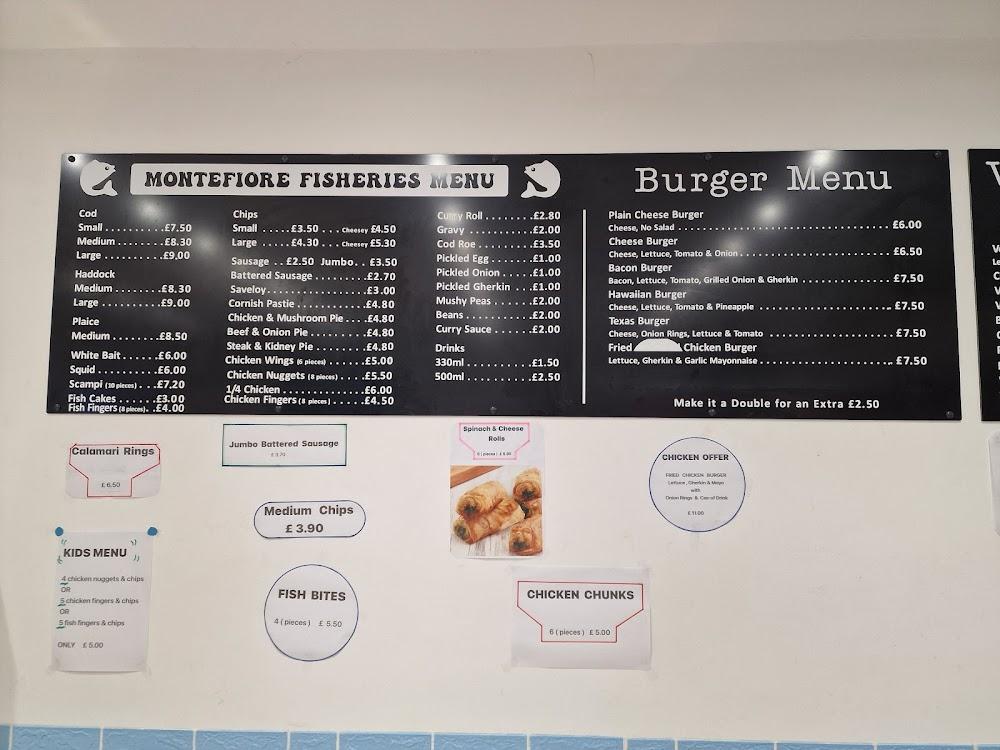 MONTEFIORE FISHERIES MENU
Cod
Small ..........£7.50
Medium ........£8.30
Large ..........£9,00
Haddock
Medium ........£8.30
Large ..........£9.00
Plaice
Medium ........£8.50
White Bait ......£6.00
Squid ..........£6.00
Scampi (10 pieces) ...£7,20
Fish Cakes ......£3.00
Fish Fingers (8 pieces) ..£4.00
Chips
Small ......£3.50 ... Cheesey £4.50
Large ......£4.30 ... Cheesey £5.30
Sausage ..£2.50 Jumbo..£3.50
Battered Sausage ..........£2.70
Saveloy ..................£3.00
Cornish Pastie ............£4.80
Chicken & Mushroom Pie ....£4.80
Beef & Onion Pie ..........£4.80
Steak & Kidney Pie ........£4.80
Chicken Wings (6 pieces) ......£5.00
Chicken Nuggets (8 pieces) .....£5.50
1/4 Chicken ..............£6.00
Chicken Fingers (8 pieces) .....£4.50
Curry Roll ........£2.80
Gravy ............£2.00
Cod Roe ..........£3.50
Pickled Egg ......£1.00
Pickled Onion .....£1.00
Pickled Gherkin ...£1.00
Mushy Peas ......£2.00
Beans ............£2.00
Curry Sauce ......£2.00
Drinks
330ml ............£1.50
500ml ............£2.50
Burger Menu
Plain Cheese Burger
Cheese, No Salad ..........£6.00
Cheese Burger
Cheese, Lettuce, Tomato & Onion ..........£6.50
Bacon Burger
Bacon, Lettuce, Tomato, Grilled Onion & Gherkin ..........£7.50
Hawaiian Burger
Cheese, Lettuce, Tomato & Pineapple ..........£7.50
Texas Burger
Cheese, Onion Rings, Lettuce & Tomato ..........£7.50
Fried Chicken Burger
Lettuce, Gherkin & Garlic Mayonnaise ..........£7.50
Make it a Double for an Extra £2.50
Calamari Rings
£ 6.50
Jumbo Battered Sausage
£ 3.70
Medium Chips
£ 3.90
Spinach & Cheese
Rolls
CHICKEN OFFER
FRIED CHICKEN BURGER
Lettuce, Gherkin & Mayo
with
Onion Rings & Can of Drink
£ 11.00
KIDS MENU
4 chicken nuggets & chips
OR
5 chicken fingers & chips
OR
5 fish fingers & chips
ONLY £ 5.00
FISH BITES
4 ( pieces ) £ 5.50
CHICKEN CHUNKS
6 ( pieces ) £ 5.00